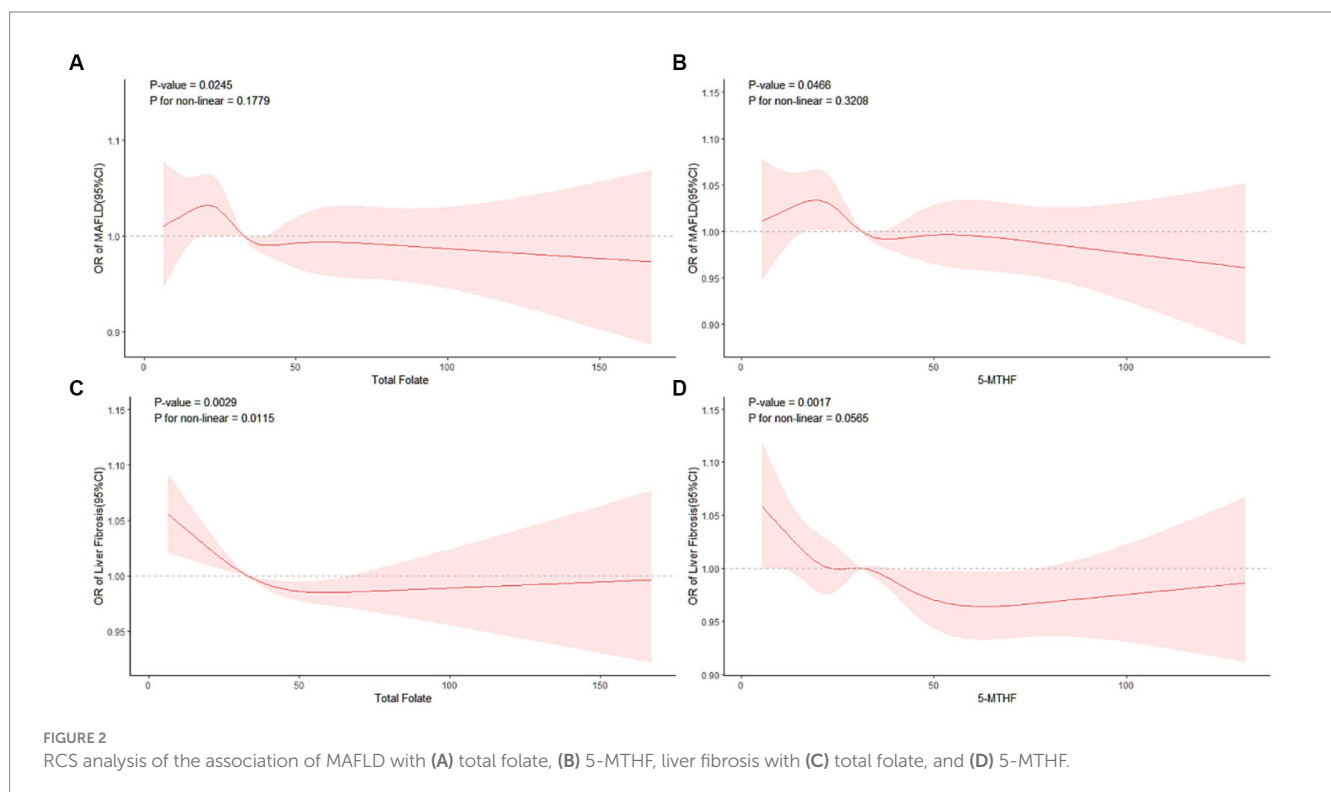 A
P-value = 0.0245
P for non-linear = 0.1779
OR of MAFLD(95%CI)
1.1
1.0
0.9
0
50
100
150
Total Folate
B
P-value = 0.0466
P for non-linear = 0.3208
OR of MAFLD(95%CI)
1.15
1.10
1.05
1.00
0.95
0.90
0
50
100
5-MTHF
C
P-value = 0.0029
P for non-linear = 0.0115
OR of Liver Fibrosis(95%CI)
1.15
1.10
1.05
1.00
0.95
0
50
100
150
Total Folate
D
P-value = 0.0017
P for non-linear = 0.0565
OR of Liver Fibrosis(95%CI)
1.15
1.10
1.05
1.00
0.95
0.90
0
50
100
5-MTHF
FIGURE 2
RCS analysis of the association of MAFLD with (A) total folate, (B) 5-MTHF, liver fibrosis with (C) total folate, and (D) 5-MTHF.